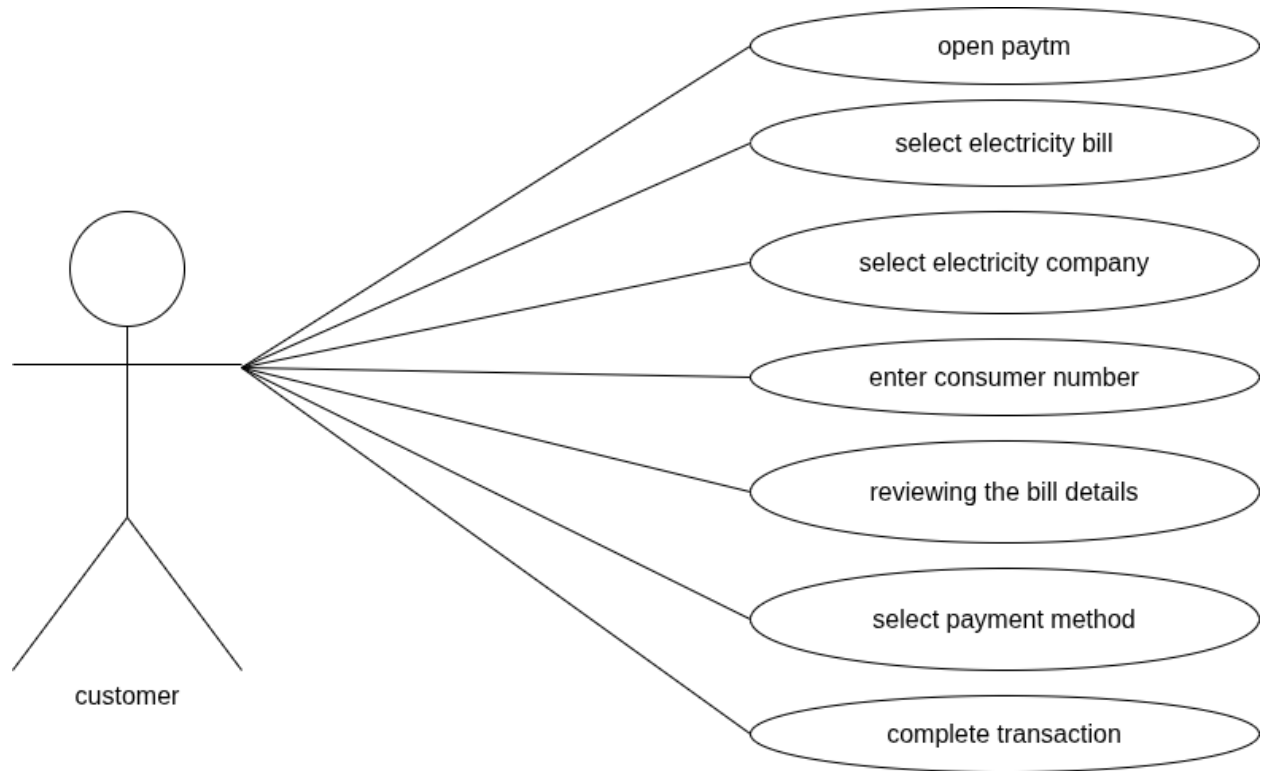 open paytm
select electricity bill
select electricity company
enter consumer number
reviewing the bill details
select payment method
customer
complete transaction